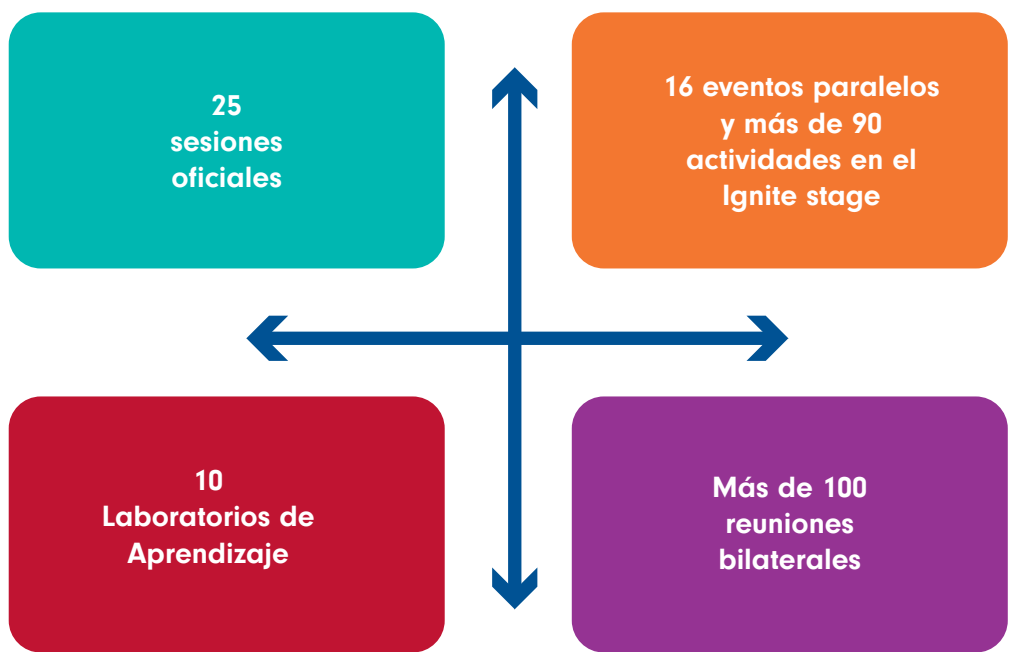 25
sesiones
oficiales
16 eventos paralelos
y más de 90
actividades en el
Ignite stage
10
Laboratorios de
Aprendizaje
Más de 100
reuniones
bilaterales